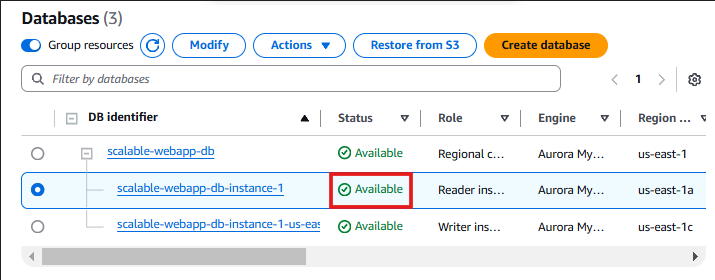 Databases (3)
Group resources Modify Actions Restore from S3 Create database
Filter by databases 1
DB identifier Status Role Engine Region ...
scalable-webapp-db Available Regional c... Aurora My... us-east-1
scalable-webapp-db-instance-1 Available Reader ins... Aurora My... us-east-1a
scalable-webapp-db-instance-1-us-eas Available Writer ins... Aurora My... us-east-1c